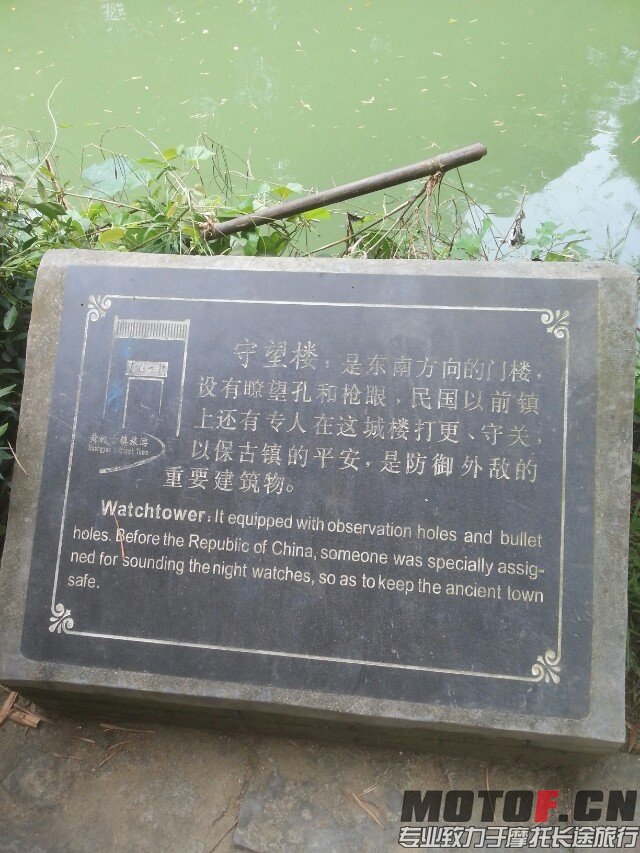 守望楼：是东南方向的门楼，
没有瞭望孔和枪眼，民国以前镇
上还有专人在这城楼打更、守关，
以保古镇的平安，是防御外敌的
重要建筑物。
Watchtower: It equipped with observation holes and bullet
holes. Before the Republic of China, someone was specially assig-
ned for sounding the night watches, so as to keep the ancient town
safe.
MOTOF.CN
专业致力于摩托长途旅行